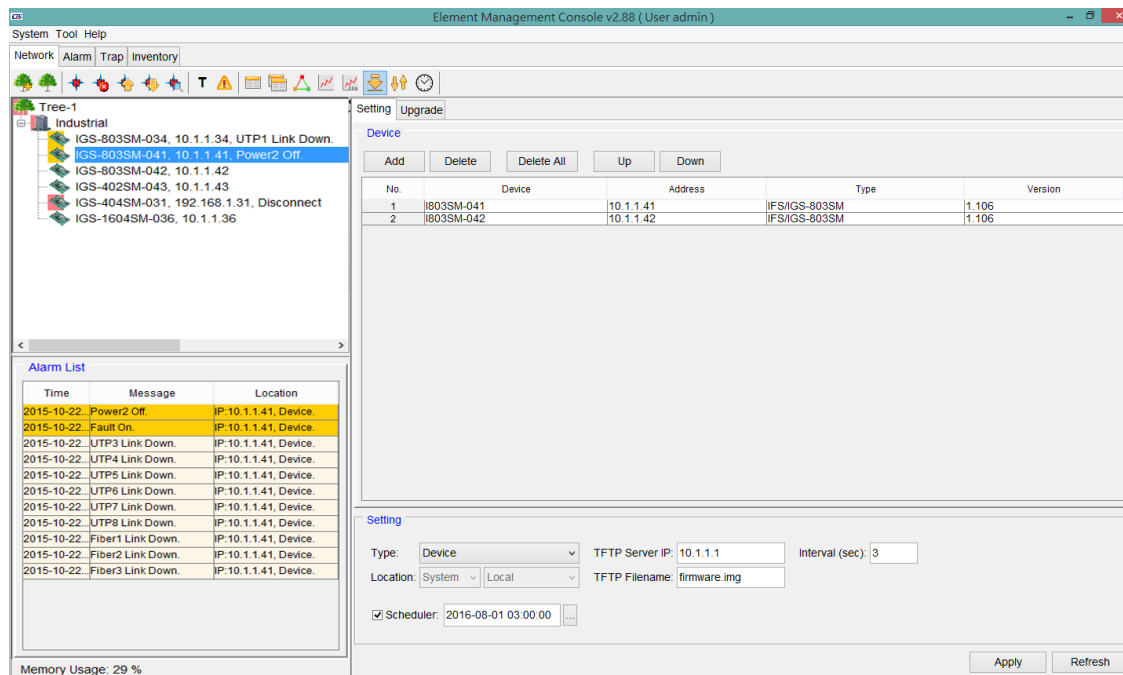 Element Management Console v2.88 ( User admin )
System Tool Help
Network Alarm Trap Inventory
T
Tree-1
Industrial
IGS-803SM-034, 10.1.1.34, UTP1 Link Down.
IGS-803SM-041, 10.1.1.41, Power2 Off.
IGS-803SM-042, 10.1.1.42
IGS-402SM-043, 10.1.1.43
IGS-404SM-031, 192.168.1.31, Disconnect
IGS-1604SM-036, 10.1.1.36
Alarm List
Time Message Location
2015-10-22... Power2 Off. IP:10.1.1.41, Device.
2015-10-22... Fault On. IP:10.1.1.41, Device.
2015-10-22... UTP3 Link Down. IP:10.1.1.41, Device.
2015-10-22... UTP4 Link Down. IP:10.1.1.41, Device.
2015-10-22... UTP5 Link Down. IP:10.1.1.41, Device.
2015-10-22... UTP6 Link Down. IP:10.1.1.41, Device.
2015-10-22... UTP7 Link Down. IP:10.1.1.41, Device.
2015-10-22... UTP8 Link Down. IP:10.1.1.41, Device.
2015-10-22... Fiber1 Link Down. IP:10.1.1.41, Device.
2015-10-22... Fiber2 Link Down. IP:10.1.1.41, Device.
2015-10-22... Fiber3 Link Down. IP:10.1.1.41, Device.
Memory Usage: 29 %
Setting Upgrade
Device
Add Delete Delete All Up Down
No. Device Address Type Version
1 I803SM-041 10.1.1.41 IFS/IGS-803SM 1.106
2 I803SM-042 10.1.1.42 IFS/IGS-803SM 1.106
Setting
Type: Device TFTP Server IP: 10.1.1.1 Interval (sec): 3
Location: System Local TFTP Filename: firmware.img
Scheduler: 2016-08-01 03:00:00 ...
Apply Refresh